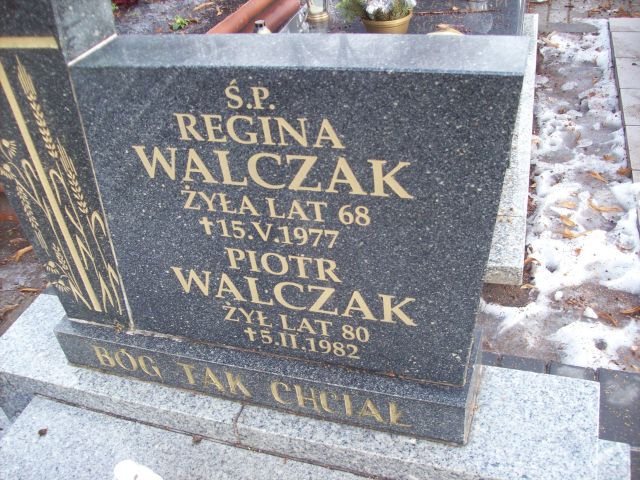 Ś.P.
REGINA
WALCZAK
ŻYŁA LAT 68
✝15.V.1977
PIOTR
WALCZAK
ŻYŁ LAT 80
✝5.II.1982
BÓG TAK CHCIAŁ